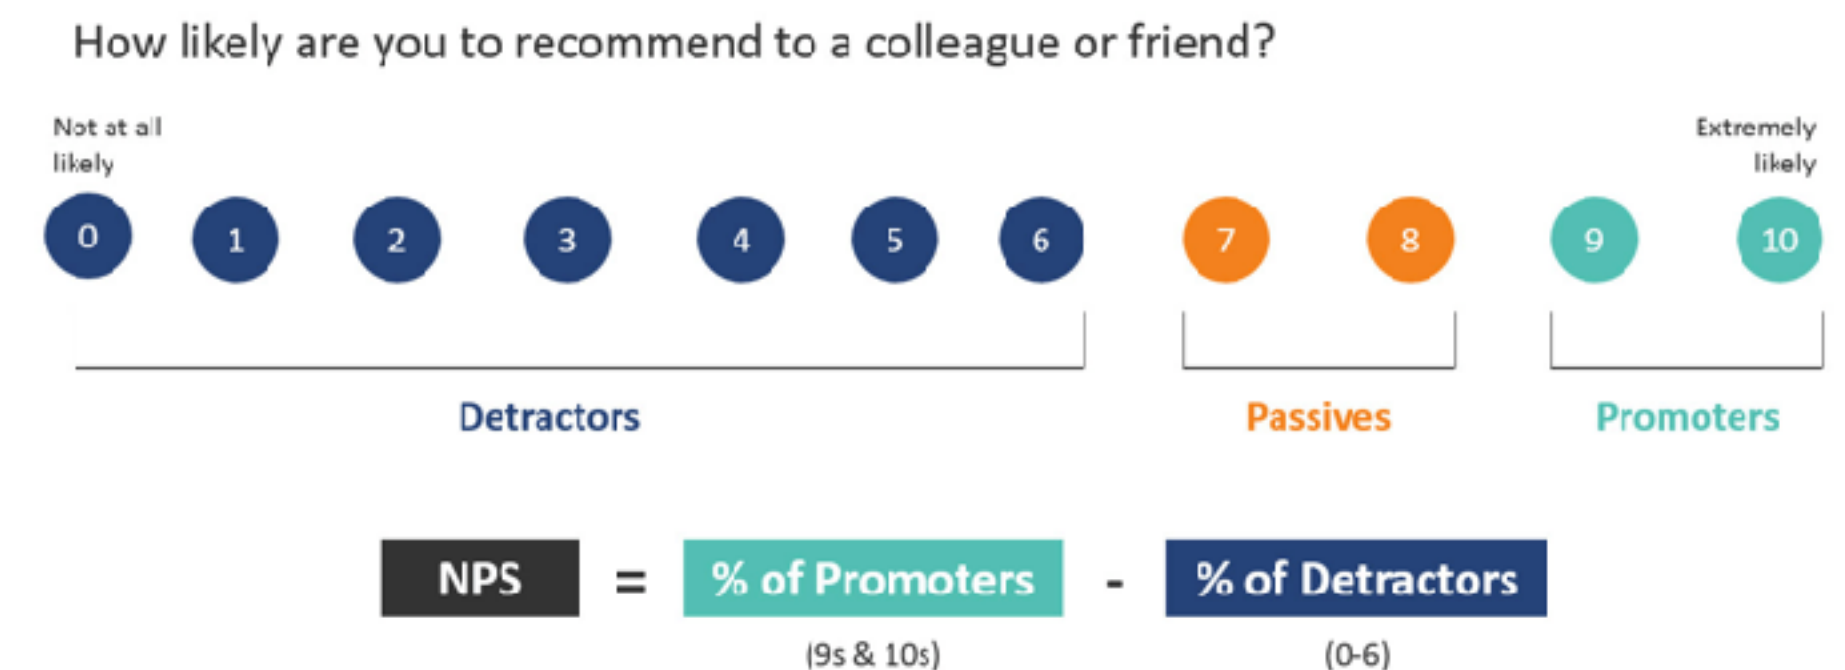 How likely are you to recommend to a colleague or friend?
Not at all
likely
Extremely
likely
0 1 2 3 4 5 6 7 8 9 10
Detractors Passives Promoters
NPS = % of Promoters - % of Detractors
(9s & 10s) (0-6)